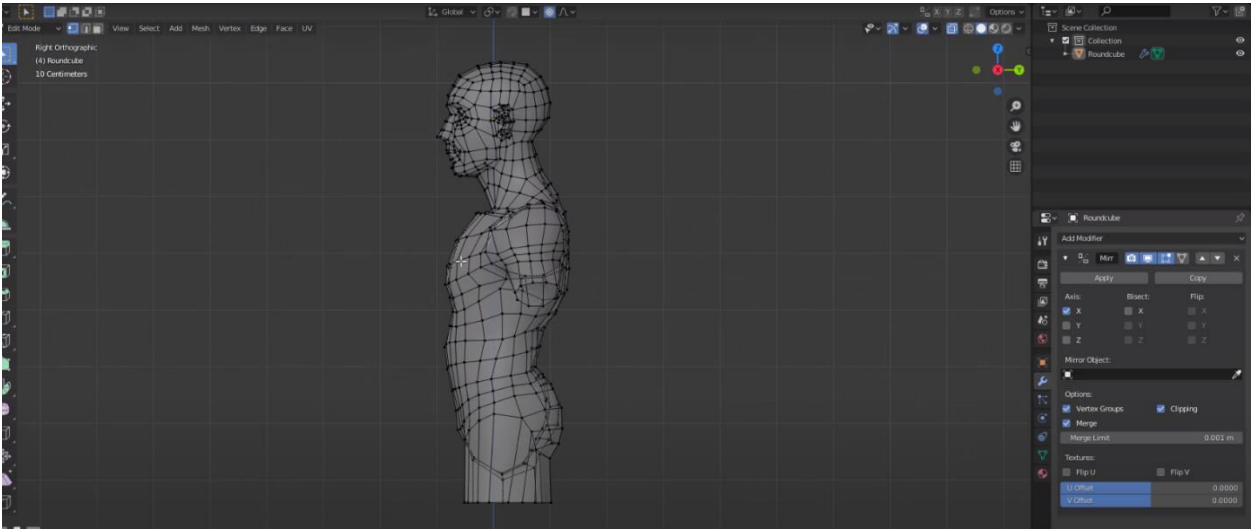 Global
X Y Z
Options
Edit Mode
View Select Add Mesh Vertex Edge Face UV
Right Orthographic
(4) Roundcube
10 Centimeters
Z
Y
Scene Collection
Collection
Roundcube
Roundcube
Add Modifier
Mirr
Apply Copy
Axis: Bisect: Flip:
X X X
Y Y Y
Z Z Z
Mirror Object:
Options:
Vertex Groups Clipping
Merge
Merge Limit 0.001 m
Textures:
Flip U Flip V
U Offset 0.0000
V Offset 0.0000